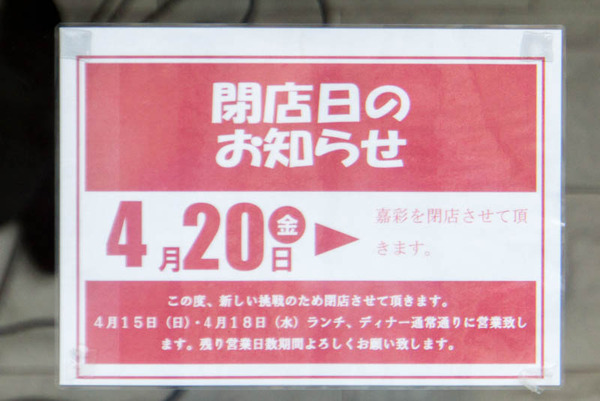 閉店日の
お知らせ
4月20日㊎▶嘉彩を閉店させて頂
きます。
この度、新しい挑戦のため閉店させて頂きます。
4月15日（日）・4月18日（水）ランチ、ディナー通常通りに営業致し
ます。残り営業日数期間よろしくお願い致します。